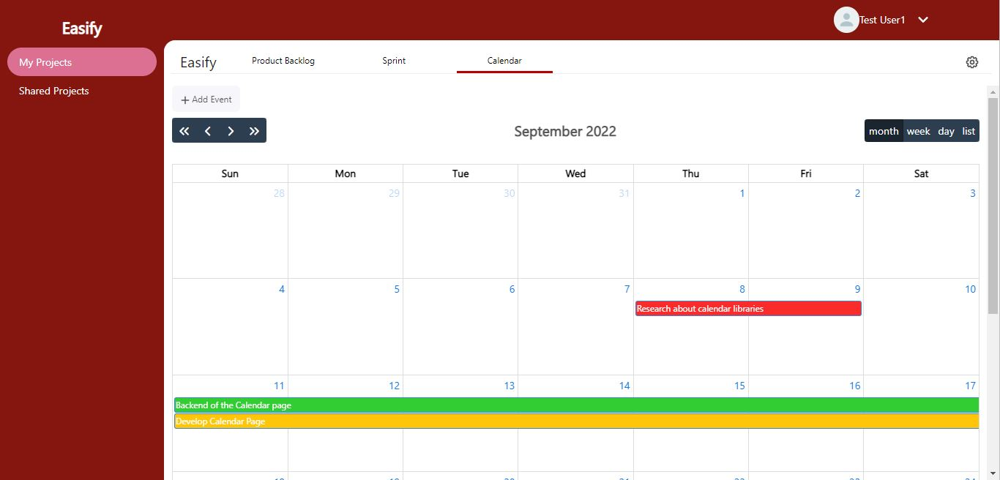 Easify
Test User1
My Projects
Shared Projects
Easify Product Backlog Sprint Calendar
Add Event
September 2022
month week day list
Sun Mon Tue Wed Thu Fri Sat
28 29 30 31 1 2 3
4 5 6 7 8 9 10
Research about calendar libraries
11 12 13 14 15 16 17
Backend of the Calendar page
Develop Calendar Page